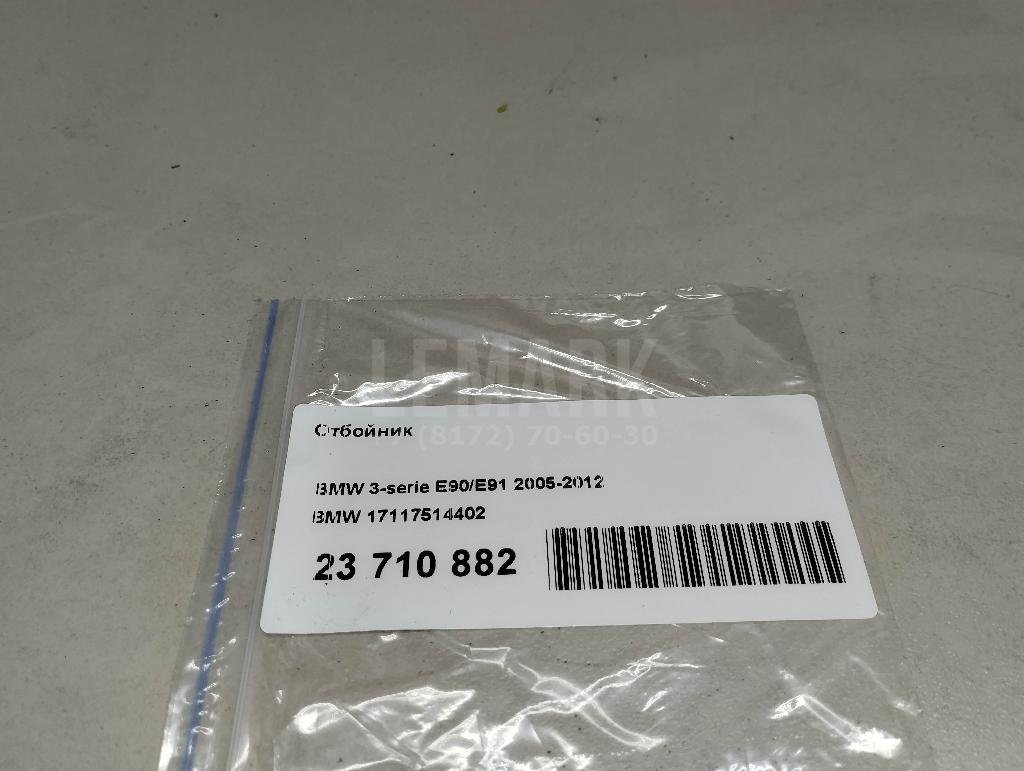 LEMARK
(8172) 70-60-30
Отбойник
BMW 3-serie E90/E91 2005-2012
BMW 17117514402
23 710 882